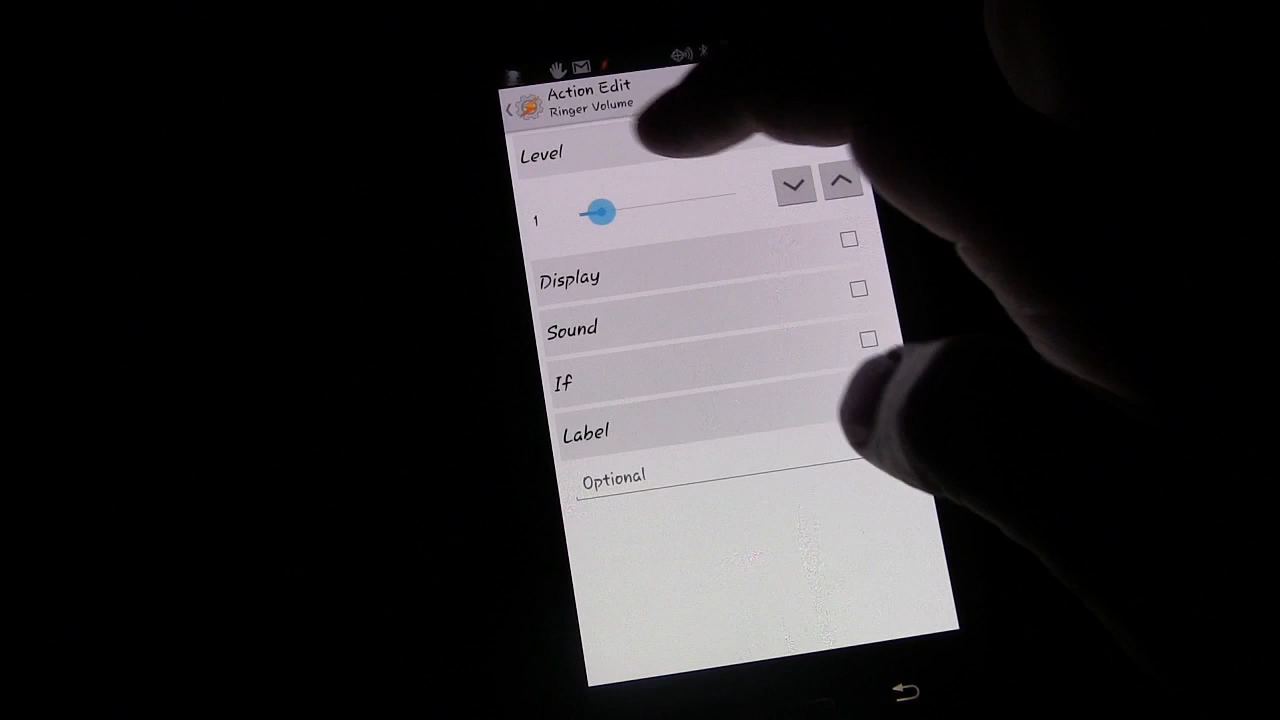 Action Edit
Ringer Volume
Level
1
Display
Sound
If
Label
Optional